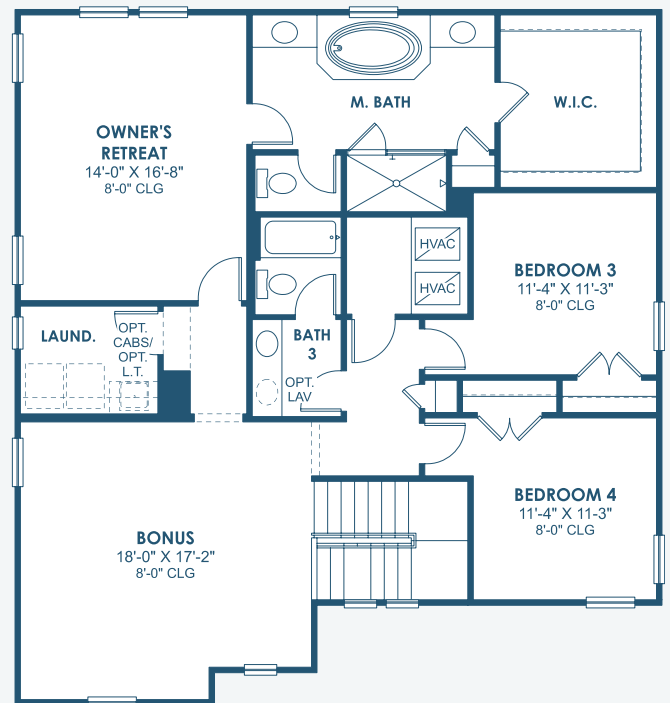 M. BATH
W.I.C.
OWNER'S
RETREAT
14'-0" X 16'-8"
8'-0" CLG
HVAC
HVAC
BEDROOM 3
11'-4" X 11'-3"
8'-0" CLG
LAUND.
OPT.
CABS/
OPT.
L.T.
BATH
3
OPT.
LAV
BEDROOM 4
11'-4" X 11-3"
8'-0" CLG
BONUS
18'-0" X 17'-2"
8'-0" CLG